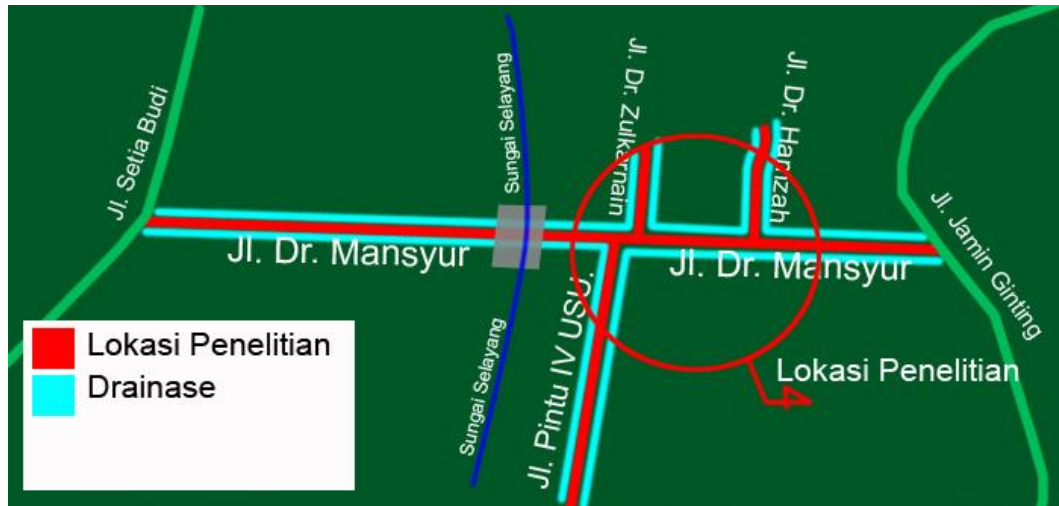 Jl. Setia Budi
Sungai Selayang
Jl. Dr. Zulkarnain
Jl. Dr. Hamzah
Jl. Dr. Mansyur
Jl. Dr. Mansyur
Jl. Jamin Ginting
Sungai Selayang
Jl. Pintu IV USU.
Lokasi Penelitian
Lokasi Penelitian
Drainase